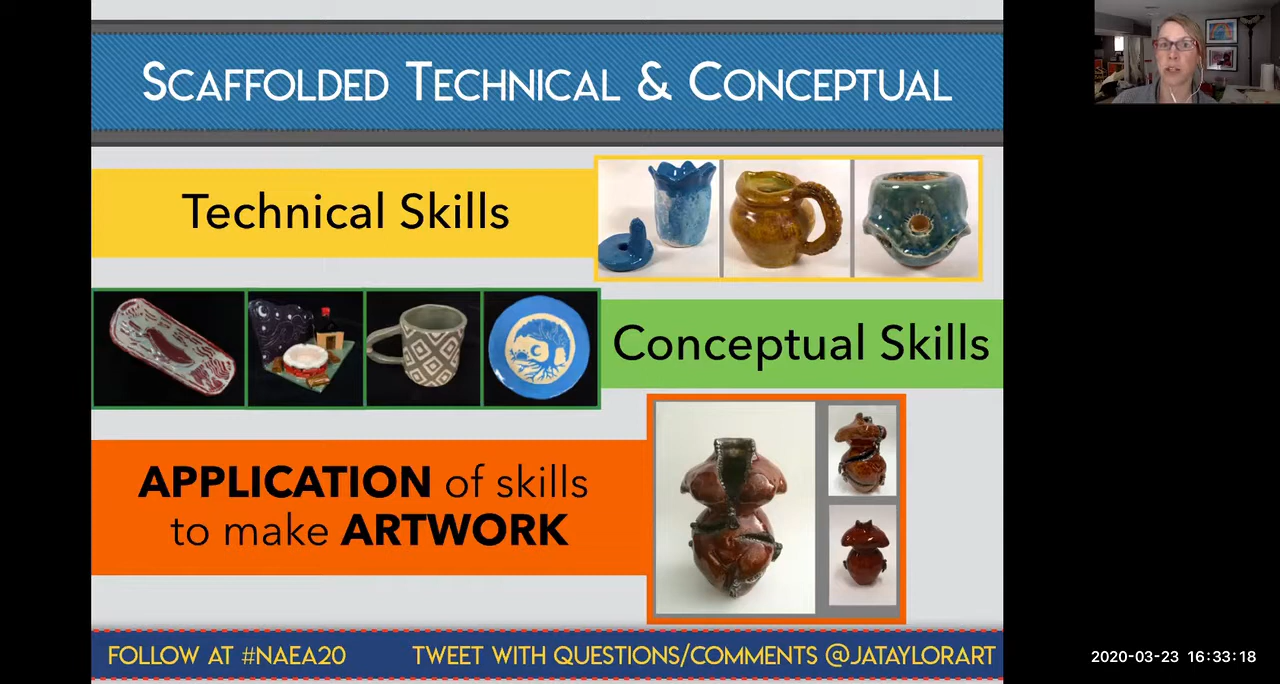 SCAFFOLDED TECHNICAL & CONCEPTUAL
Technical Skills
Conceptual Skills
APPLICATION of skills
to make ARTWORK
FOLLOW AT #NAEA20
TWEET WITH QUESTIONS/COMMENTS @JATAYLORART
2020-03-23 16:33:18